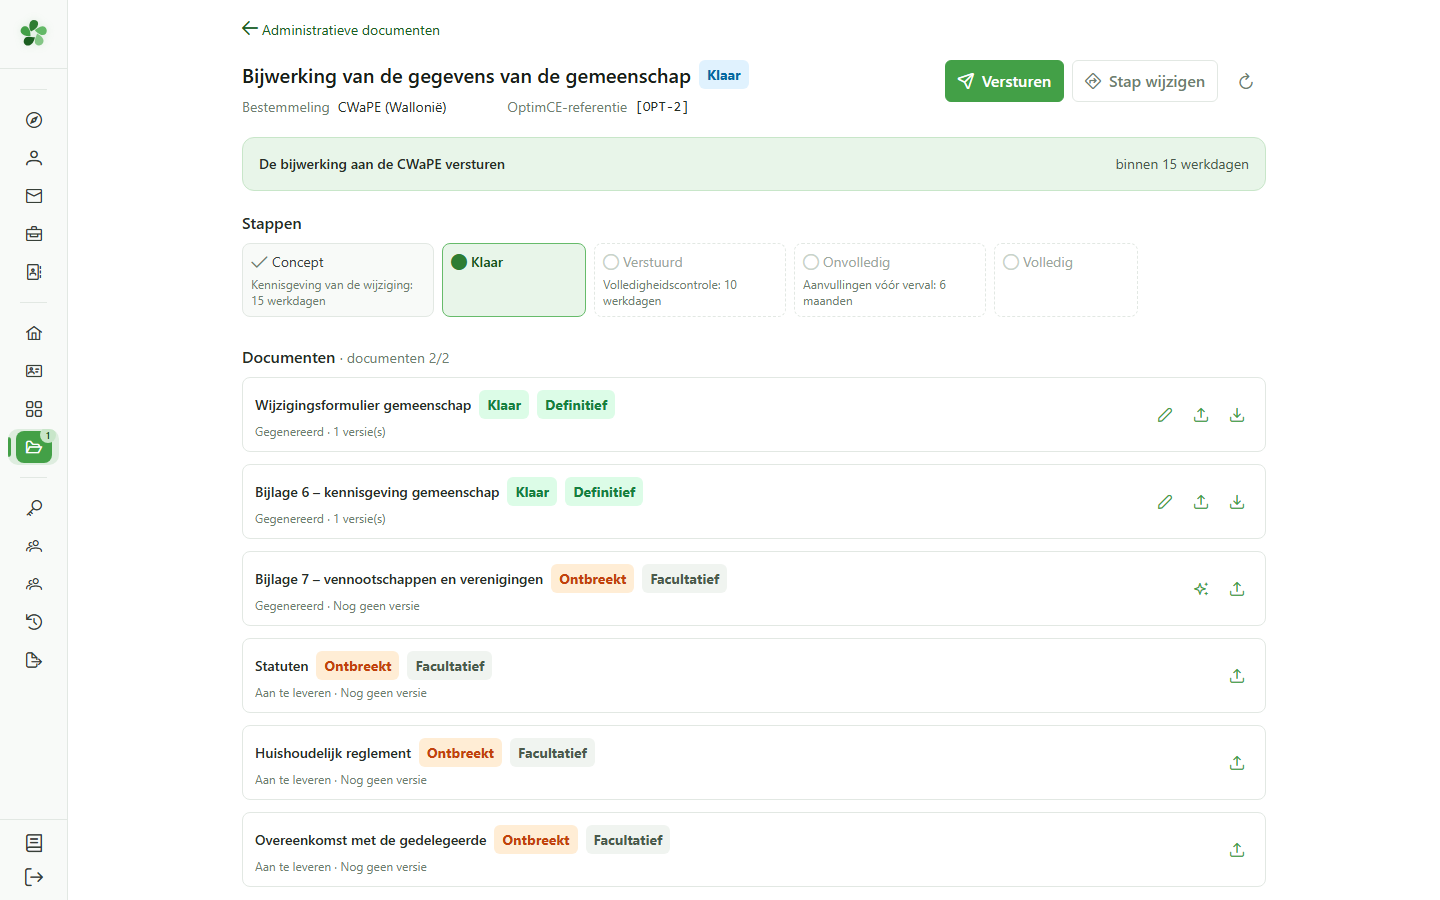 Administratieve documenten
Bijwerking van de gegevens van de gemeenschap Klaar
Versturen
Stap wijzigen
Bestemmeling CWaPE (Wallonië) OptimCE-referentie [OPT-2]
De bijwerking aan de CWaPE versturen binnen 15 werkdagen
Stappen
Concept
Kennisgeving van de wijziging:
15 werkdagen
Klaar
Verstuurd
Volledigheidscontrole: 10
werkdagen
Onvolledig
Aanvullingen vóór verval: 6
maanden
Volledig
1
Documenten · documenten 2/2
Wijzigingsformulier gemeenschap Klaar Definitief
Gegenereerd · 1 versie(s)
Bijlage 6 – kennisgeving gemeenschap Klaar Definitief
Gegenereerd · 1 versie(s)
Bijlage 7 – vennootschappen en verenigingen Ontbreekt Facultatief
Gegenereerd · Nog geen versie
Statuten Ontbreekt Facultatief
Aan te leveren · Nog geen versie
Huishoudelijk reglement Ontbreekt Facultatief
Aan te leveren · Nog geen versie
Overeenkomst met de gedelegeerde Ontbreekt Facultatief
Aan te leveren · Nog geen versie